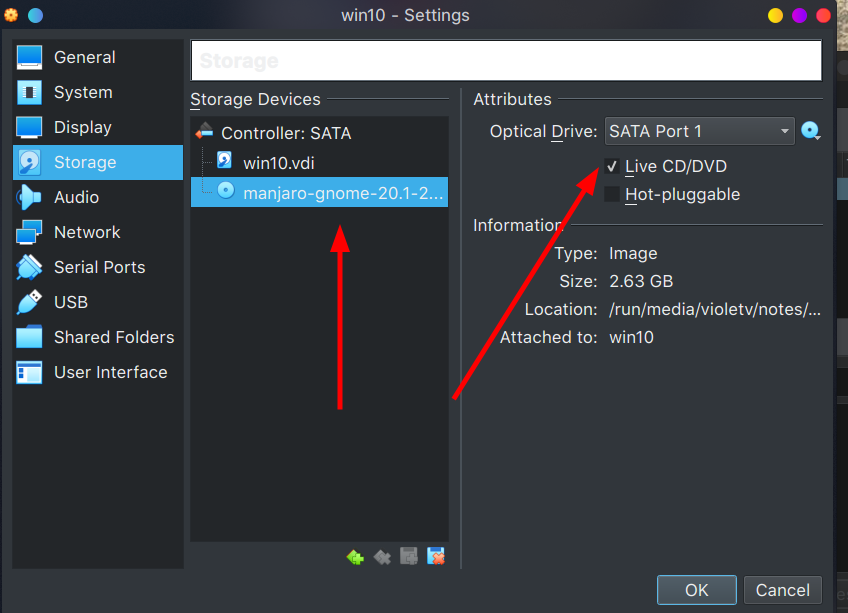 win10 - Settings
General
System
Display
Storage
Audio
Network
Serial Ports
USB
Shared Folders
User Interface
Storage
Storage Devices
Controller: SATA
win10.vdi
manjaro-gnome-20.1-2...
Attributes
Optical Drive: SATA Port 1
Live CD/DVD
Hot-pluggable
Information
Type: Image
Size: 2.63 GB
Location: /run/media/violetv/notes/...
Attached to: win10
OK
Cancel